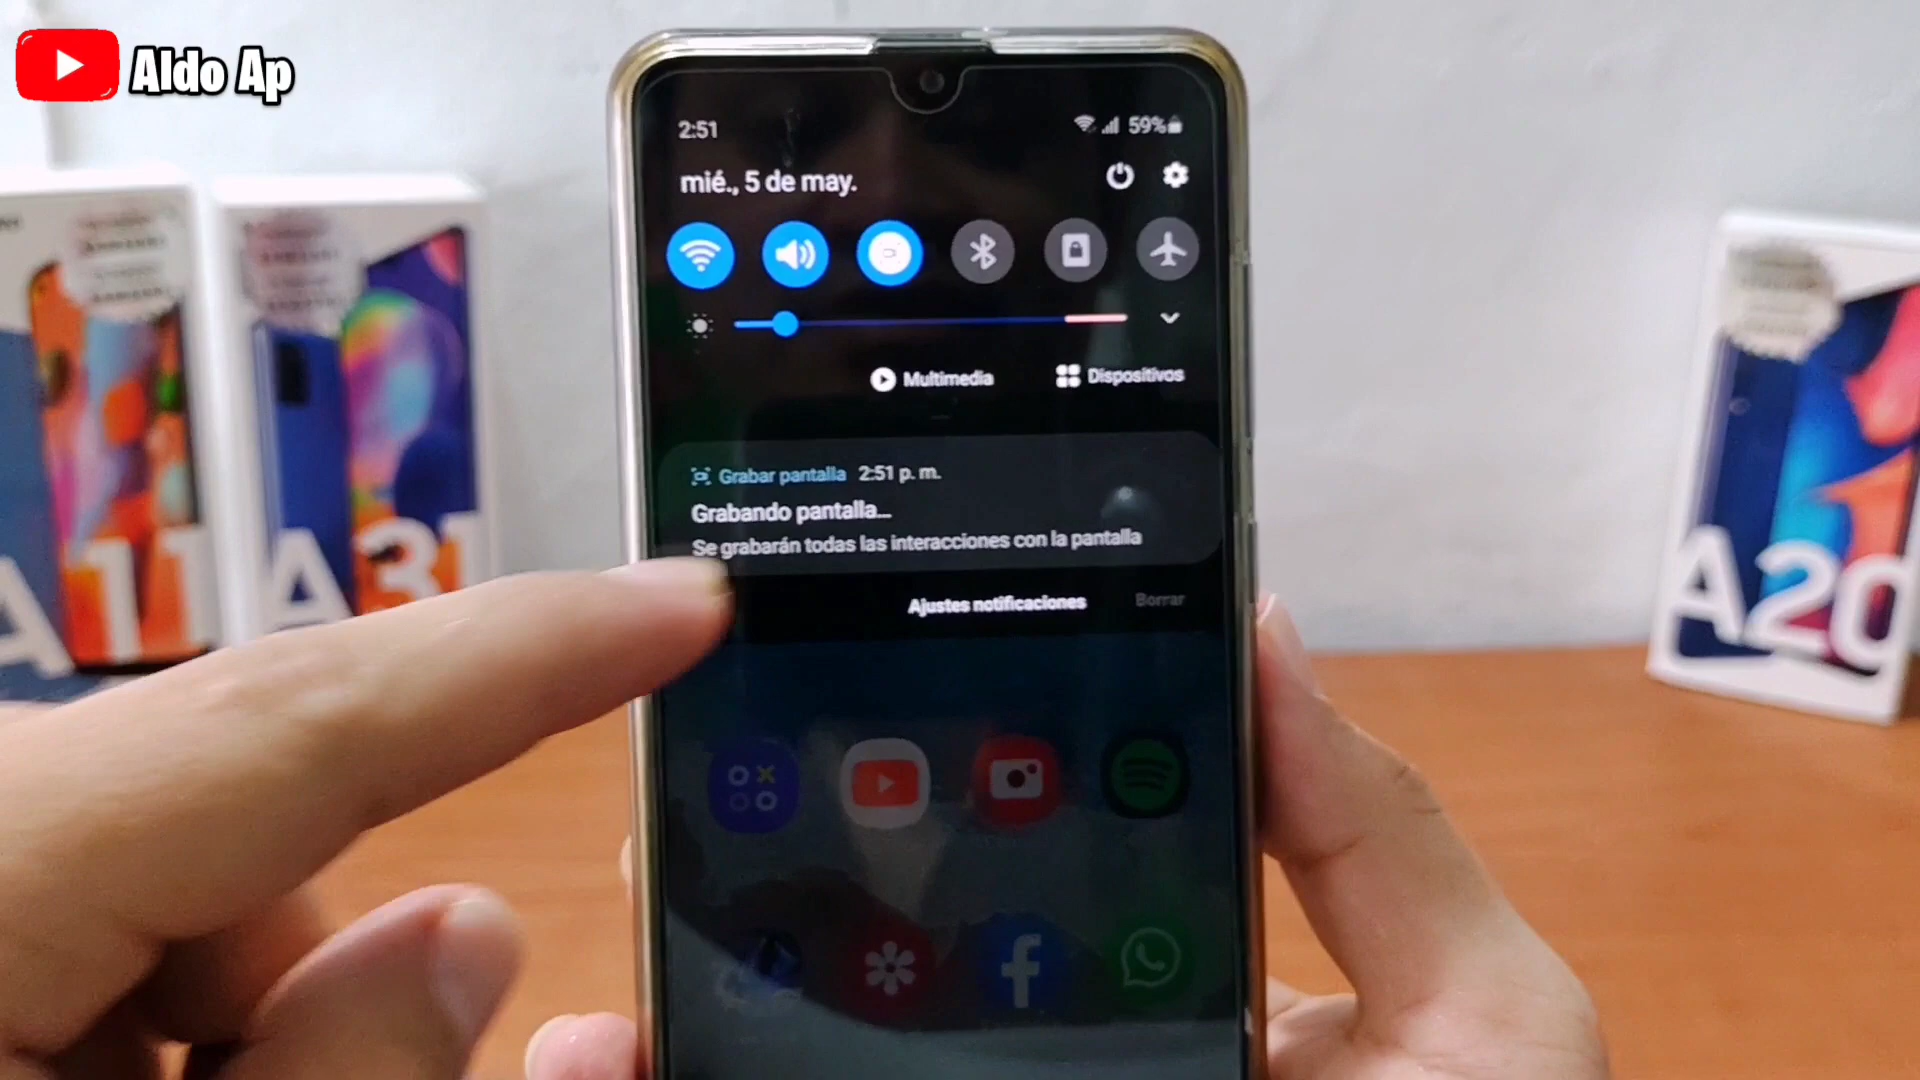 Aldo Ap
2:51
59%
mié., 5 de may.
Multimedia
Dispositivos
Grabar pantalla 2:51 p. m.
Grabando pantalla...
Se grabarán todas las interacciones con la pantalla
Ajustes notificaciones
Borrar
A11
A31
A20